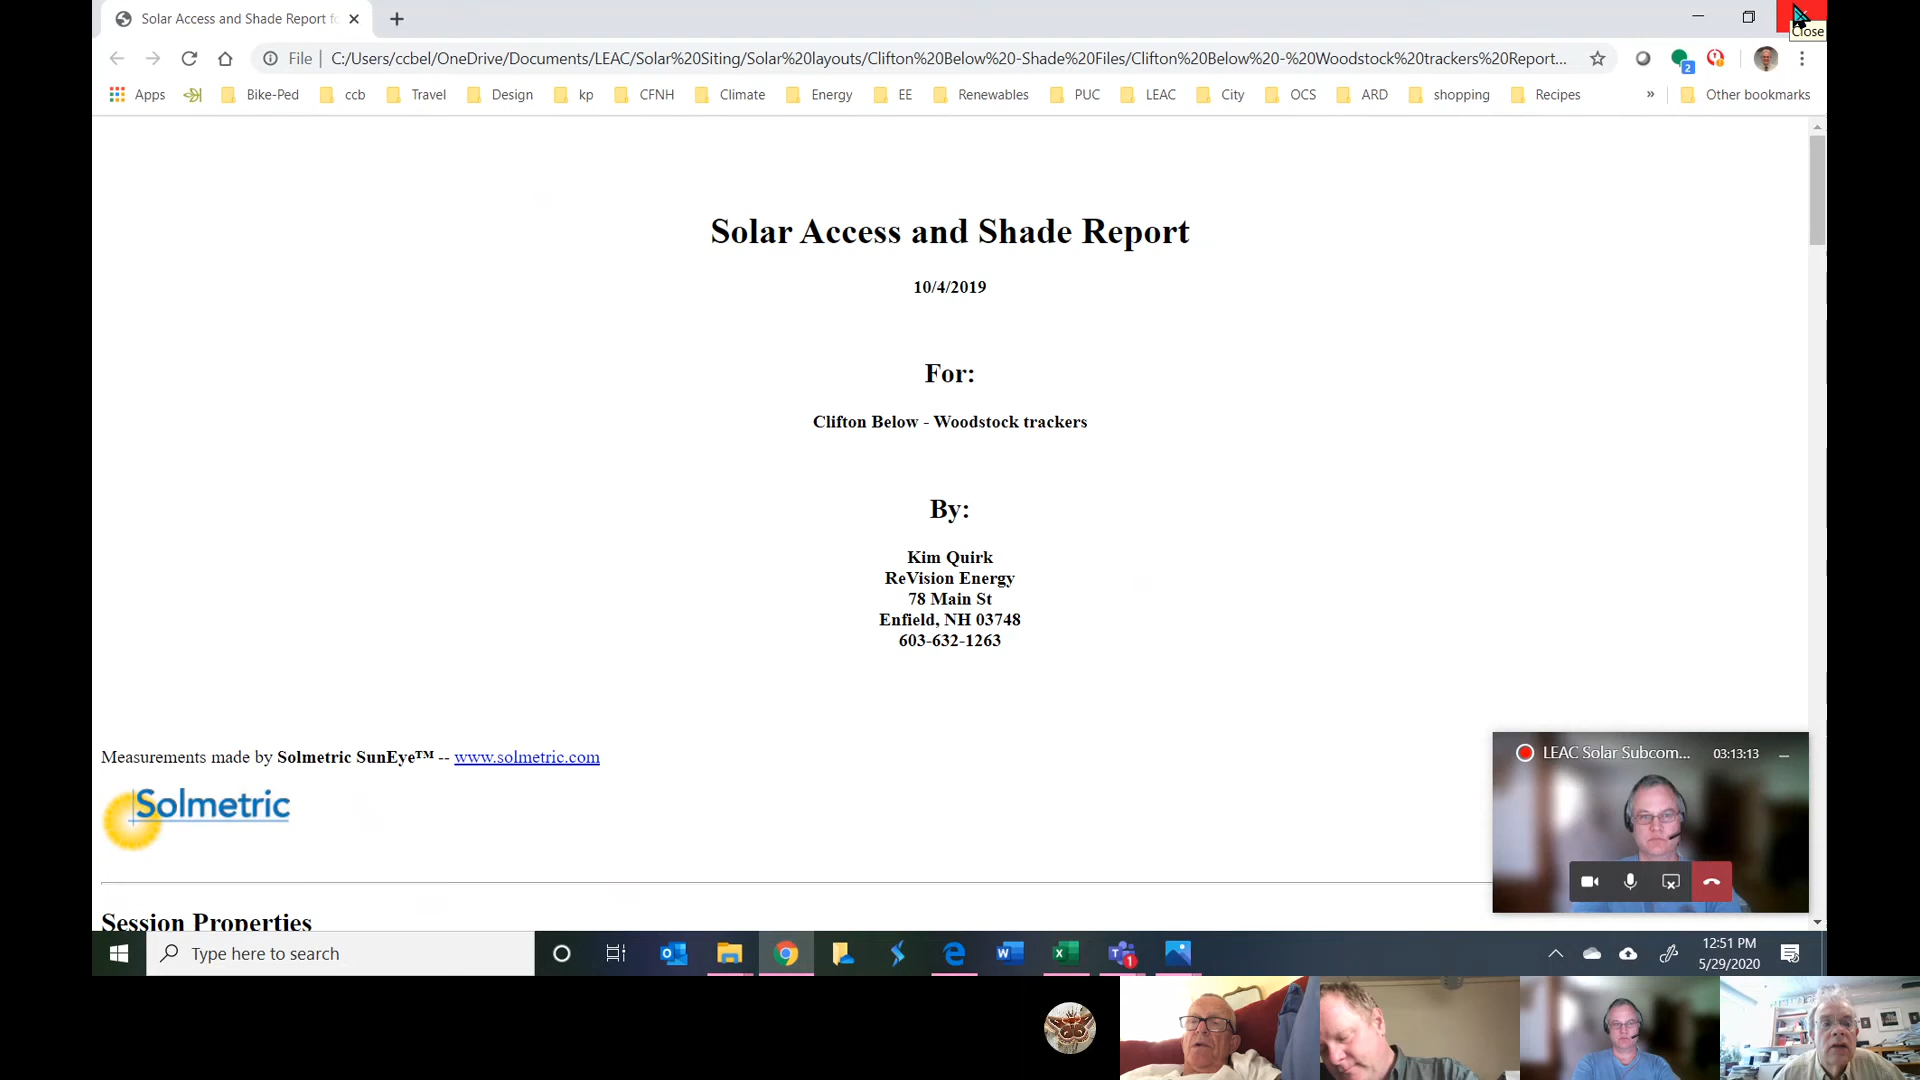 Solar Access and Shade Report fo
Close
File
C:/Users/ccbel/OneDrive/Documents/LEAC/Solar%20Siting/Solar%20layouts/Clifton%20Below%20-Shade%20Files/Clifton%20Below%20-%20Woodstock%20trackers%20Report...
2
Apps
Bike-Ped
ccb
Travel
Design
kp
CFNH
Climate
Energy
EE
Renewables
PUC
LEAC
City
OCS
ARD
shopping
Recipes
»
Other bookmarks
Solar Access and Shade Report
10/4/2019
For:
Clifton Below - Woodstock trackers
By:
Kim Quirk
ReVision Energy
78 Main St
Enfield, NH 03748
603-632-1263
Measurements made by Solmetric SunEye™ -- www.solmetric.com
Solmetric
LEAC Solar Subcom...
03:13:13
Session Properties
Type here to search
1
12:51 PM
5/29/2020